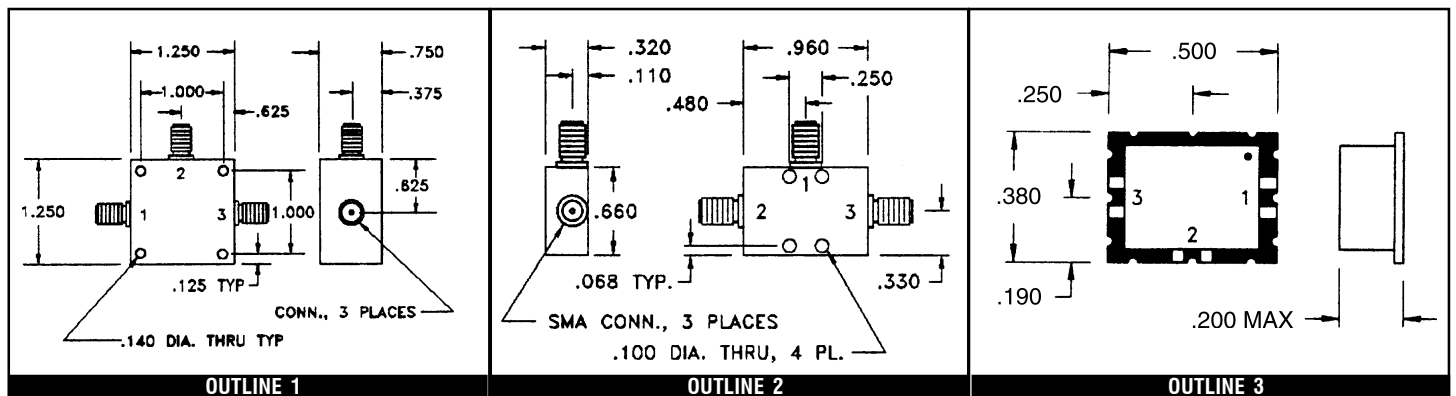 1.250
.750
1.000
.375
.625
2
1.250
1
3
1.000
.625
.125 TYP
CONN., 3 PLACES
.140 DIA. THRU TYP
OUTLINE 1
.320
.960
.110
.250
.480
1
2
3
.660
.068 TYP.
.330
SMA CONN., 3 PLACES
.100 DIA. THRU, 4 PL.
OUTLINE 2
.500
.250
.380
3
1
2
.190
.200 MAX
OUTLINE 3